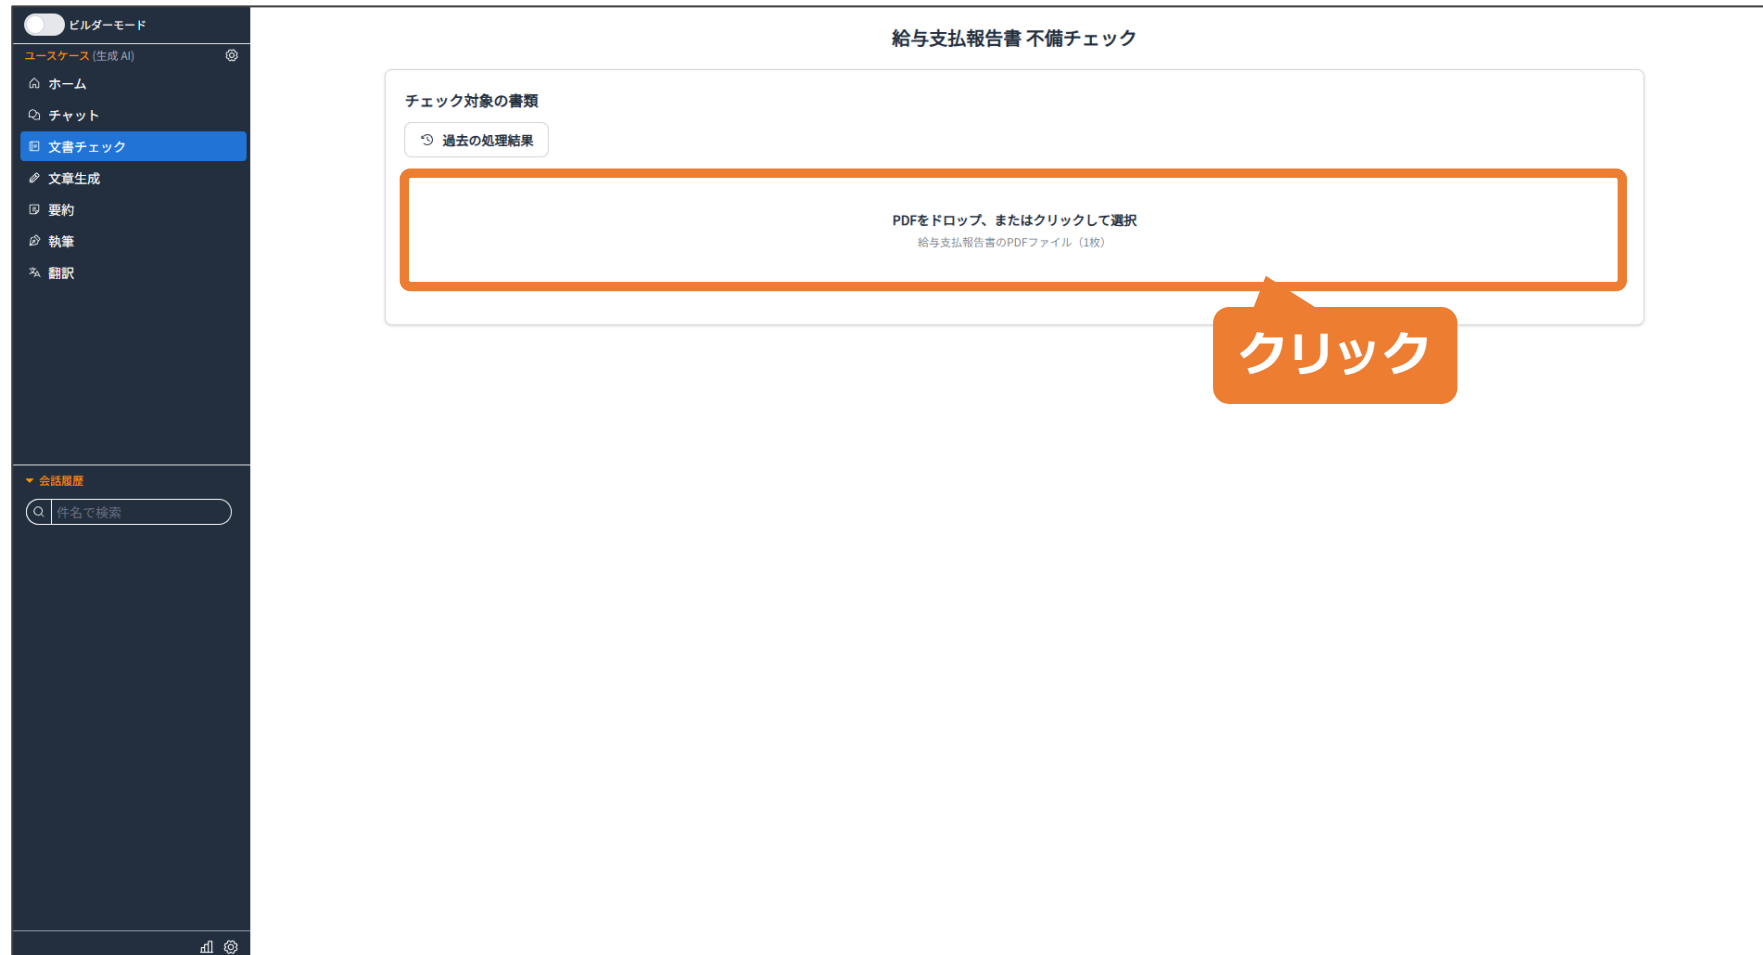 ビルダーモード
ユースケース (生成 AI)
ホーム
チャット
文書チェック
文章生成
要約
執筆
翻訳
会話履歴
件名で検索
給与支払報告書 不備チェック
チェック対象の書類
過去の処理結果
PDFをドロップ、またはクリックして選択
給与支払報告書のPDFファイル（1枚）
クリック